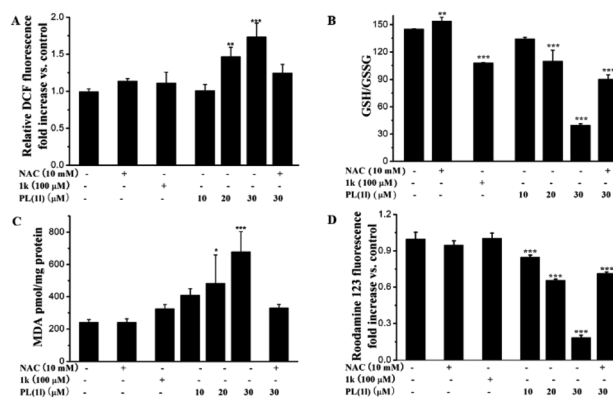 A
Relative DCF fluorescence
fold increase vs. control
2.0
1.5
1.0
0.5
0.0
** ***
NAC (10 mM) - + - - - - +
1k (100 μM) - - + - - - -
PL(II) (μM) - - - 10 20 30 30
B
GSH/GSSG
150
120
90
60
30
0
** *** *** *** ***
NAC (10 mM) - + - - - - +
1k (100 μM) - - + - - - -
PL(II) (μM) - - - 10 20 30 30
C
MDA pmol/mg protein
800
600
400
200
0
* ***
NAC (10 mM) - + - - - - +
1k (100 μM) - - + - - - -
PL(II) (μM) - - - 10 20 30 30
D
Roodamine 123 fluorescence
fold increase vs. control
1.2
0.9
0.6
0.3
0.0
*** *** *** ***
NAC (10 mM) - + - - - - +
1k (100 μM) - - + - - - -
PL(II) (μM) - - - 10 20 30 30